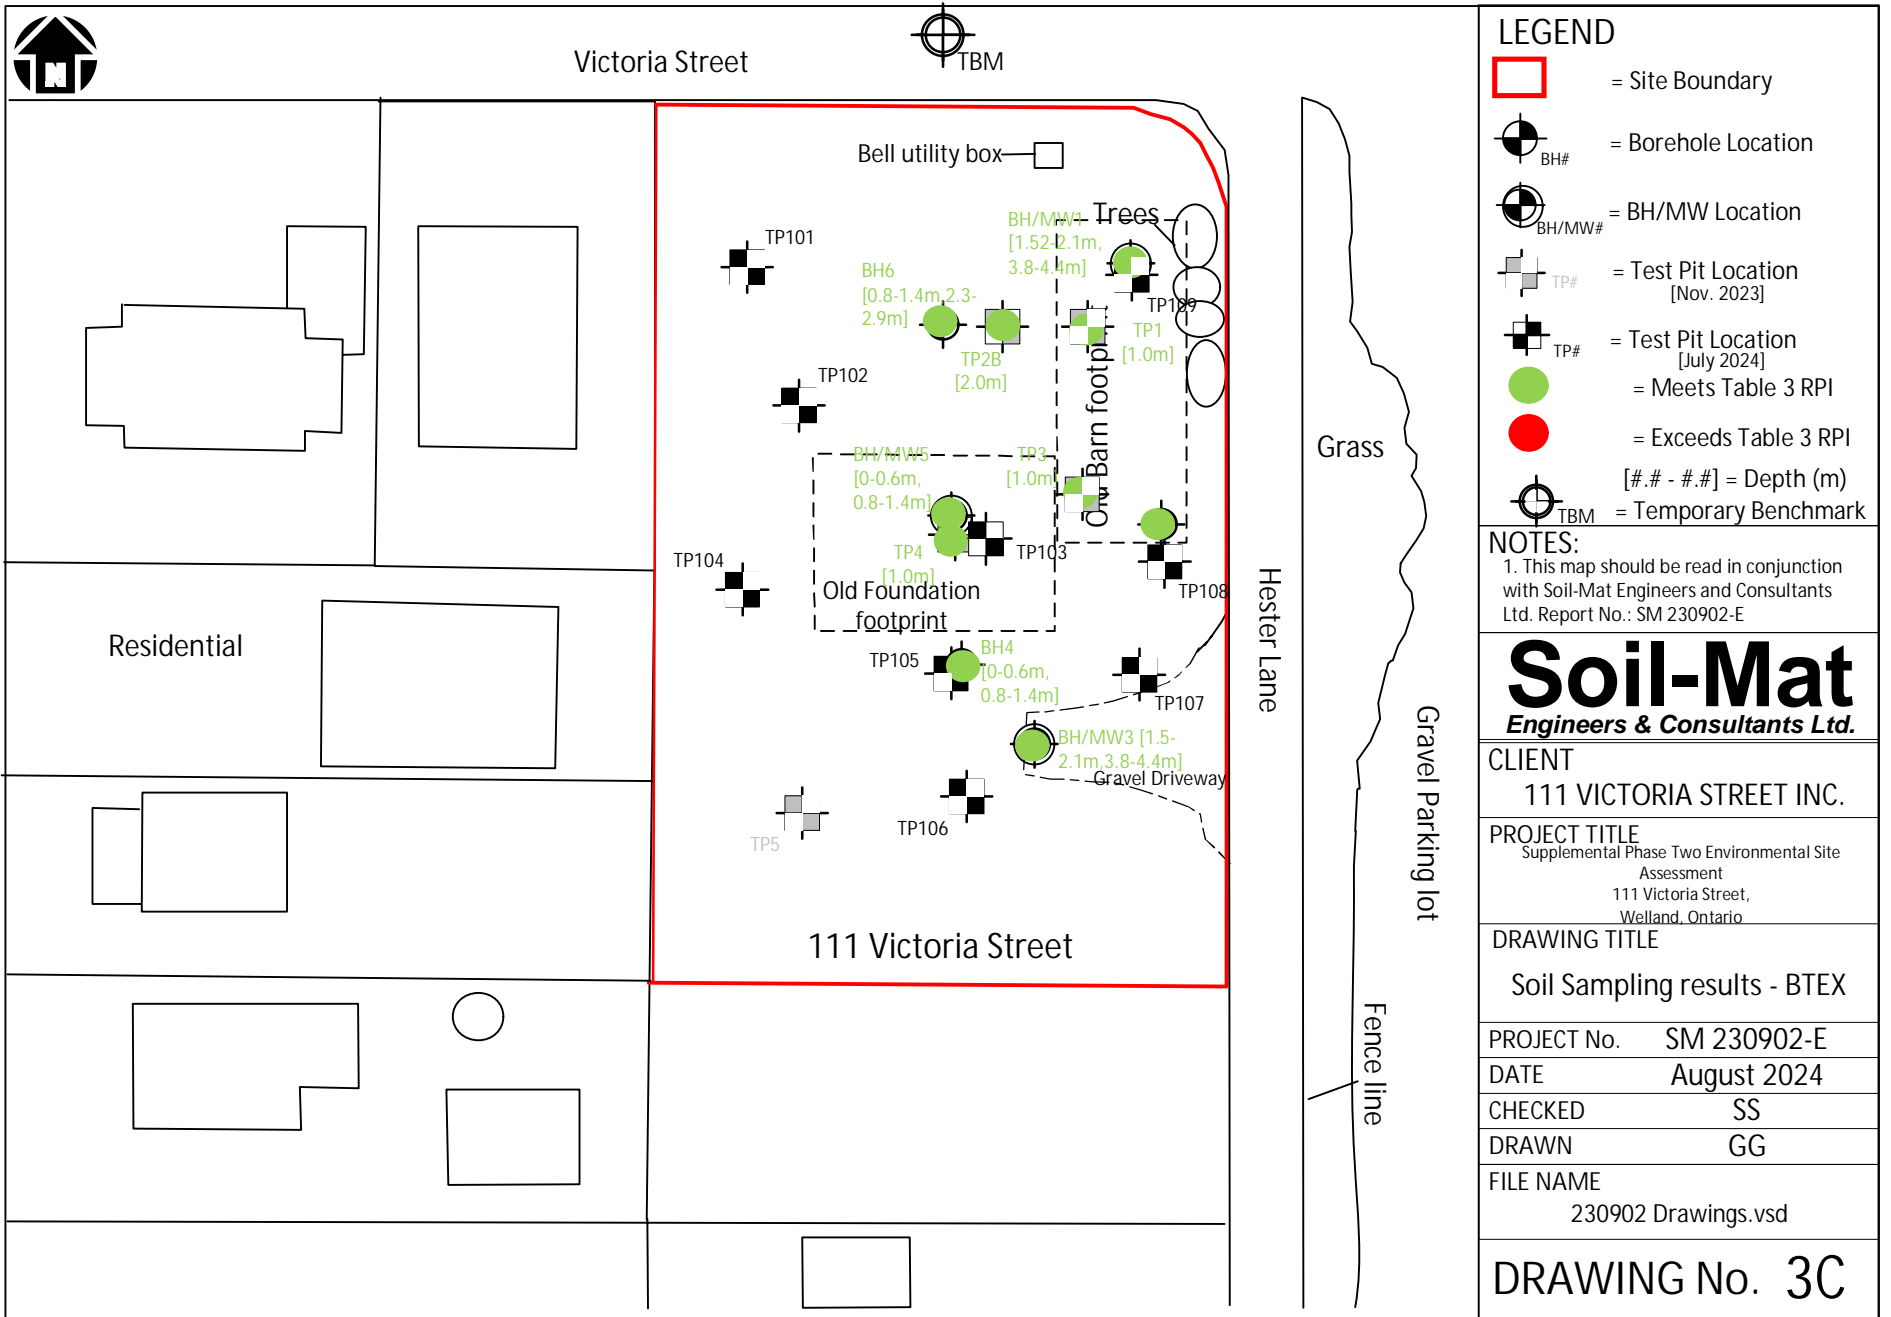 N
Victoria Street
TBM
Bell utility box
Trees
BH/MW1
[1.52-2.1m,
3.8-4.4m]
TP101
TP109
BH6
[0.8-1.4m,2.3-
2.9m]
TP2B
[2.0m]
TP1
[1.0m]
TP102
Old Barn footprint
Grass
BH/MW5
[0-0.6m,
0.8-1.4m]
TP3
[1.0m]
TP103
TP4
[1.0m]
TP104
TP108
Old Foundation
footprint
Residential
Hester Lane
TP105
BH4
[0-0.6m,
0.8-1.4m]
TP107
BH/MW3 [1.5-
2.1m,3.8-4.4m]
Gravel Driveway
Gravel Parking lot
TP106
TP5
111 Victoria Street
Fence line
LEGEND
= Site Boundary
BH#
= Borehole Location
BH/MW#
= BH/MW Location
TP#
= Test Pit Location
[Nov. 2023]
TP#
= Test Pit Location
[July 2024]
= Meets Table 3 RPI
= Exceeds Table 3 RPI
[#.# - #.#] = Depth (m)
TBM
= Temporary Benchmark
NOTES:
1. This map should be read in conjunction
with Soil-Mat Engineers and Consultants
Ltd. Report No.: SM 230902-E
Soil-Mat
Engineers & Consultants Ltd.
CLIENT
111 VICTORIA STREET INC.
PROJECT TITLE
Supplemental Phase Two Environmental Site
Assessment
111 Victoria Street,
Welland, Ontario
DRAWING TITLE
Soil Sampling results - BTEX
PROJECT No. SM 230902-E
DATE August 2024
CHECKED SS
DRAWN GG
FILE NAME
230902 Drawings.vsd
DRAWING No. 3C